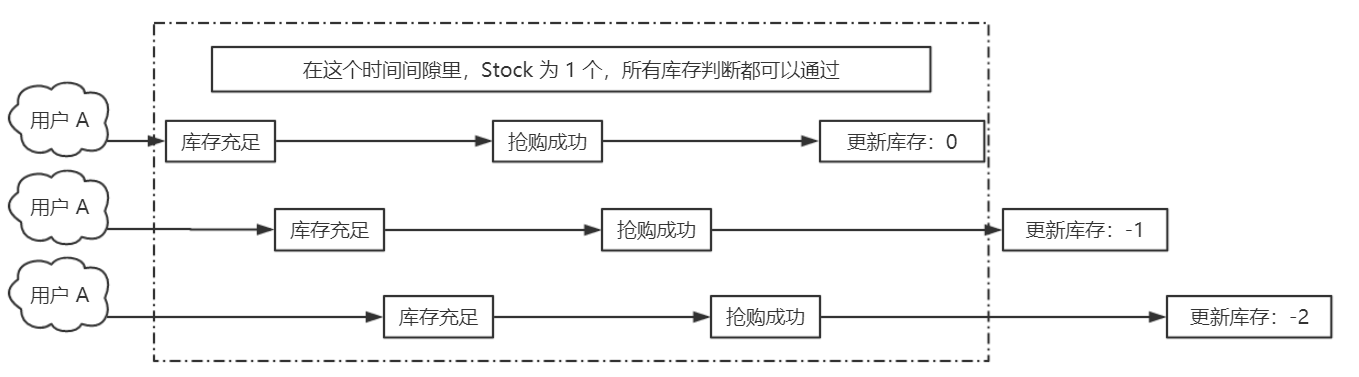 在这个时间间隙里，Stock 为 1 个，所有库存判断都可以通过
用户 A
库存充足
抢购成功
更新库存：0
用户 A
库存充足
抢购成功
更新库存：-1
用户 A
库存充足
抢购成功
更新库存：-2